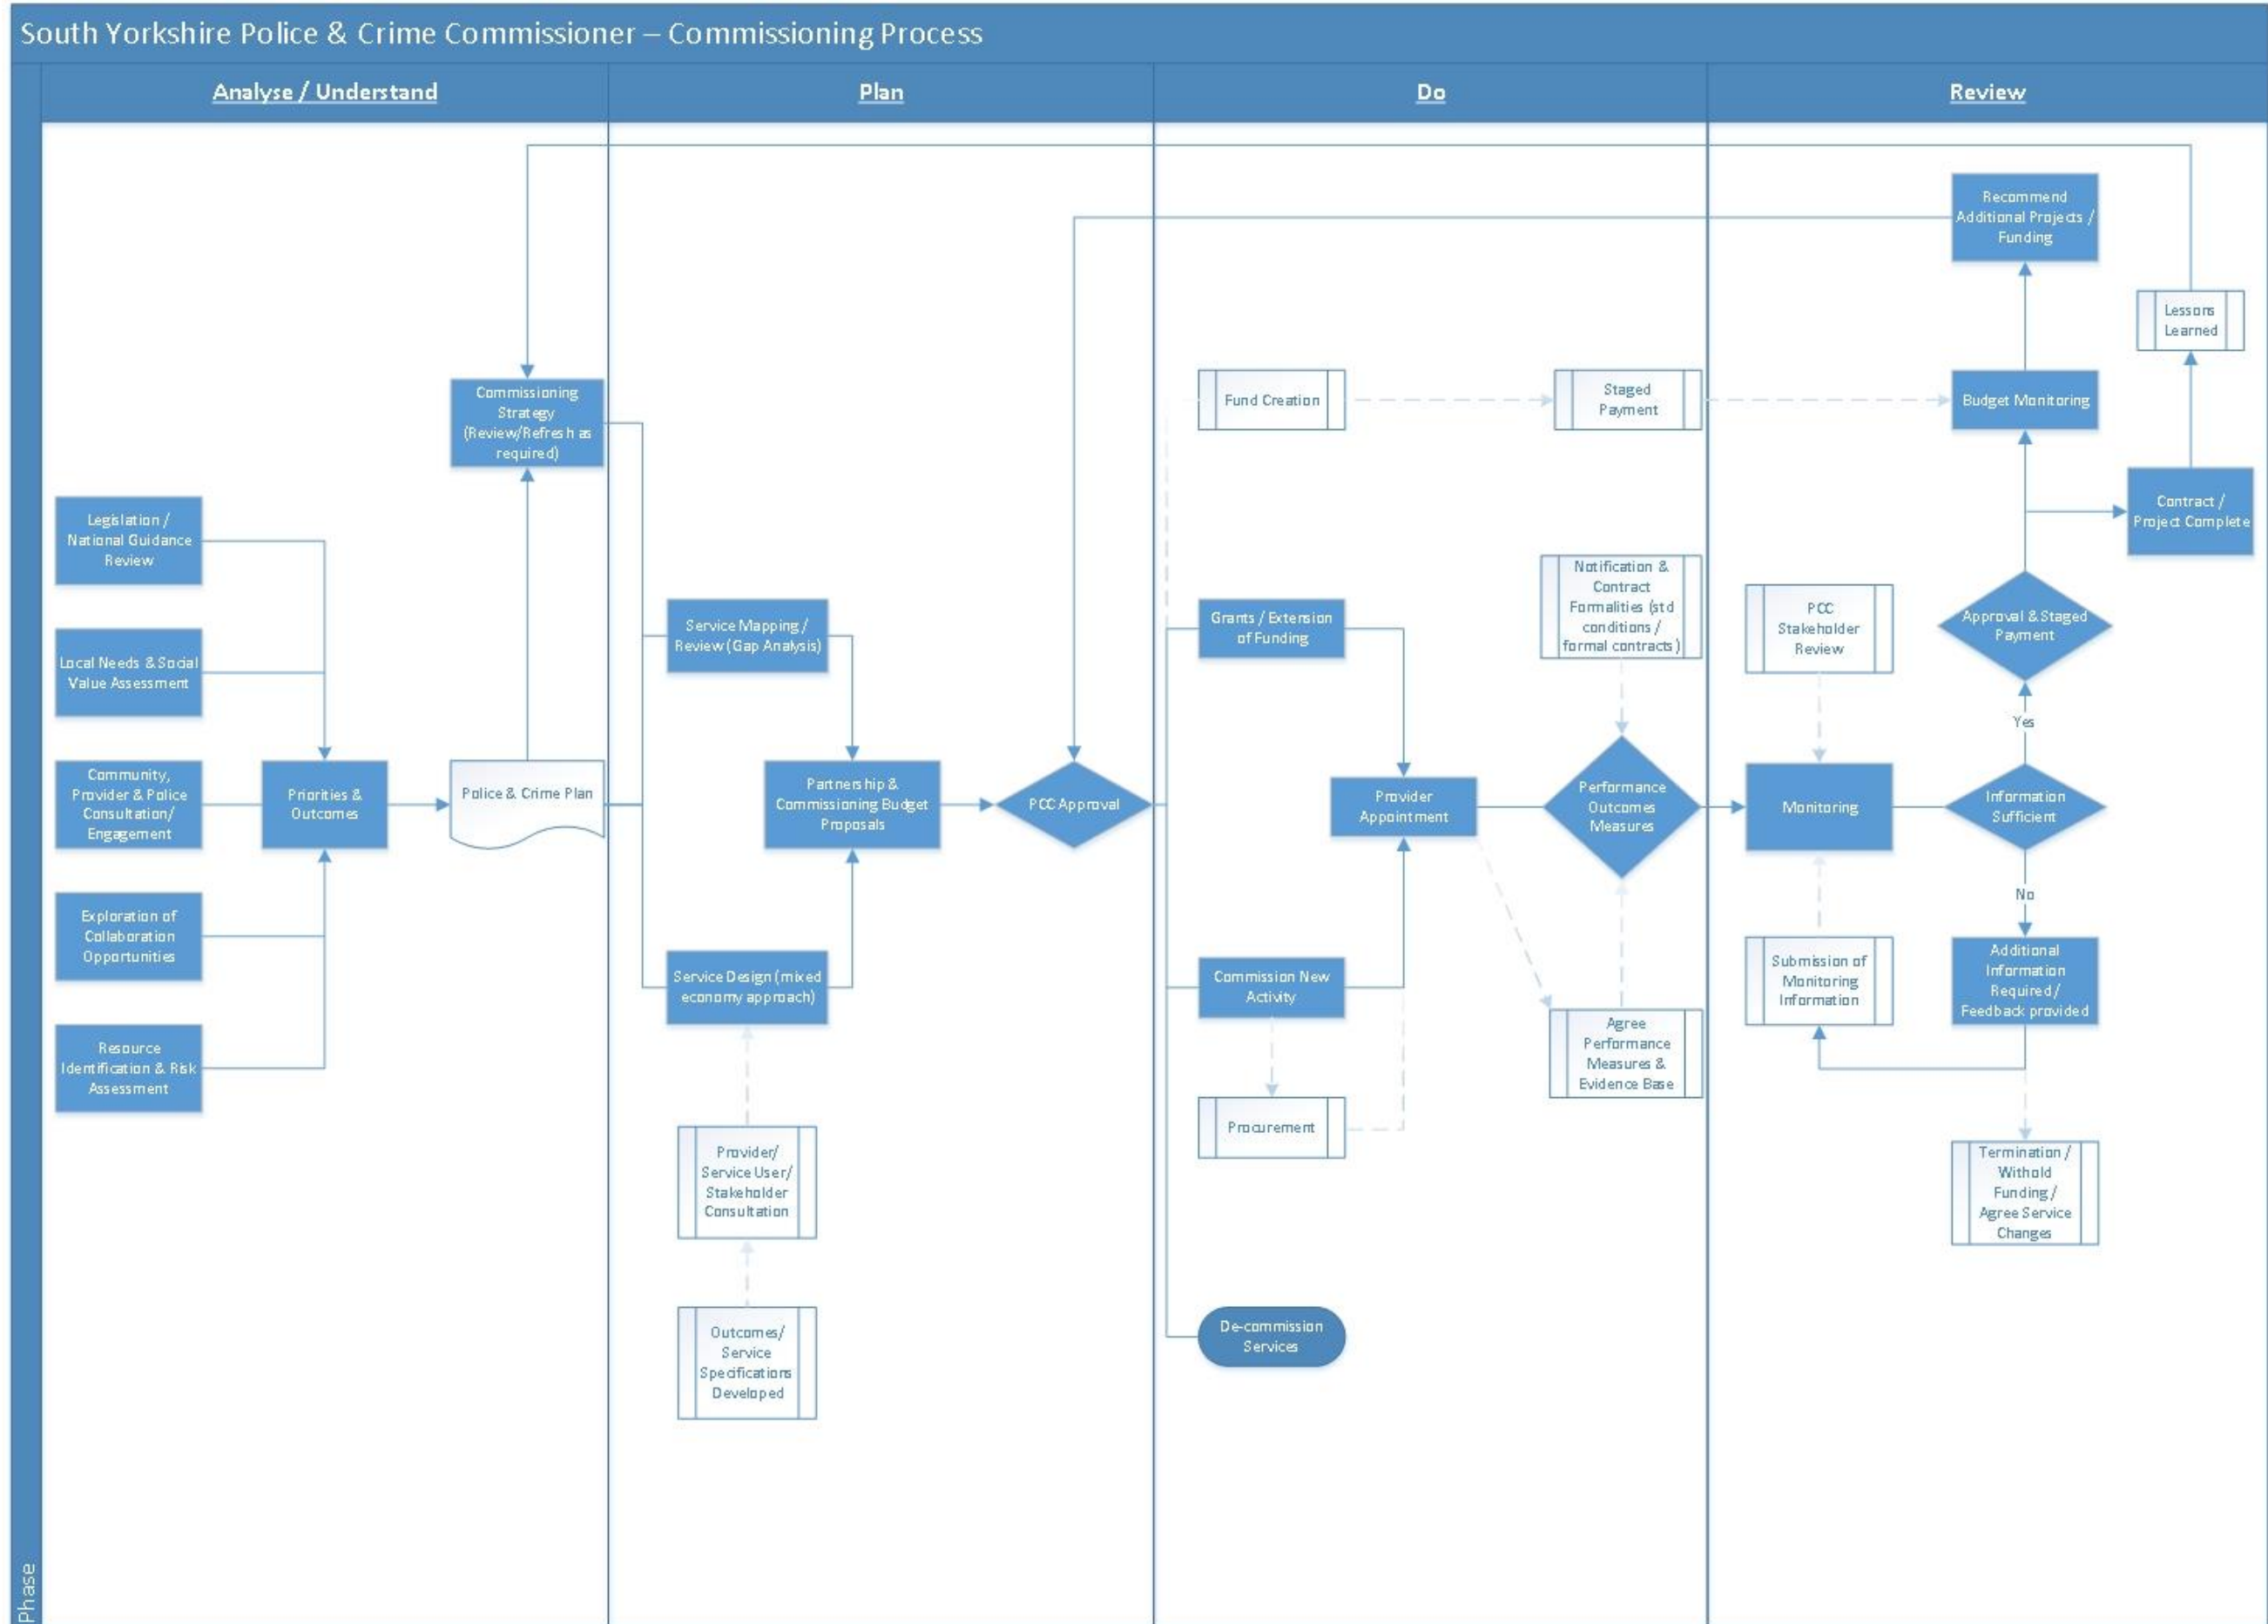 South Yorkshire Police & Crime Commissioner – Commissioning Process
Analyse / Understand
Plan
Do
Review
Phase
Commissioning
Strategy
(Review/Refresh as
required)
Legislation /
National Guidance
Review
Local Needs & Social
Value Assessment
Community,
Provider & Police
Consultation/
Engagement
Exploration of
Collaboration
Opportunities
Resource
Identification & Risk
Assessment
Priorities &
Outcomes
Police & Crime Plan
Service Mapping /
Review (Gap Analysis)
Partnership &
Commissioning Budget
Proposals
PCC Approval
Service Design (mixed
economy approach)
Provider/
Service User/
Stakeholder
Consultation
Outcomes/
Service
Specifications
Developed
Fund Creation
Staged
Payment
Grants / Extension
of Funding
Notification &
Contract
Formalities (std
conditions /
formal contracts)
Provider
Appointment
Performance
Outcomes
Measures
Commission New
Activity
Procurement
Agree
Performance
Measures &
Evidence Base
De-commission
Services
Recommend
Additional Projects /
Funding
Lessons
Learned
Budget Monitoring
Contract /
Project Complete
PCC
Stakeholder
Review
Approval & Staged
Payment
Yes
Monitoring
Information
Sufficient
No
Submission of
Monitoring
Information
Additional
Information
Required /
Feedback provided
Termination /
Withold
Funding /
Agree Service
Changes